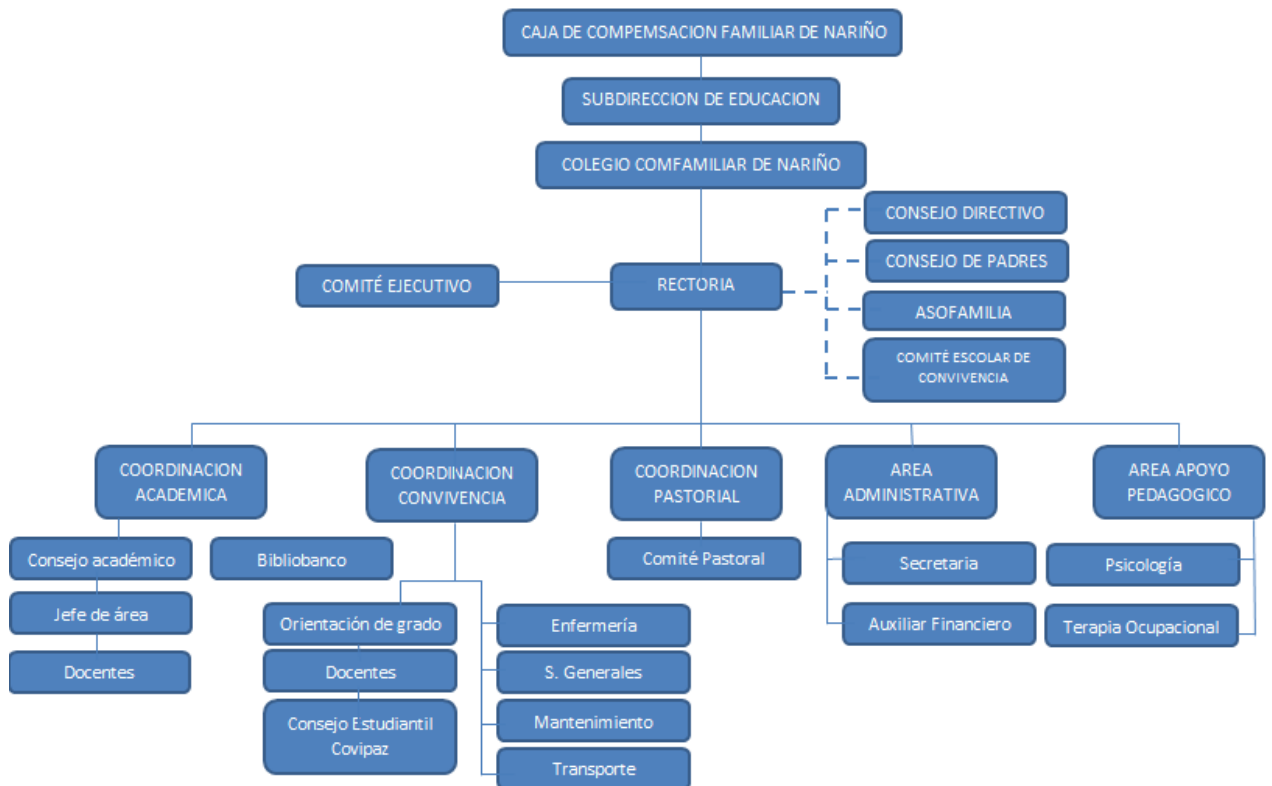 CAJA DE COMPEMSACION FAMILIAR DE NARIÑO
SUBDIRECCION DE EDUCACION
COLEGIO COMFAMILIAR DE NARIÑO
CONSEJO DIRECTIVO
CONSEJO DE PADRES
COMITÉ EJECUTIVO
RECTORIA
ASOFAMILIA
COMITÉ ESCOLAR DE
CONVIVENCIA
COORDINACION
ACADEMICA
COORDINACION
CONVIVENCIA
COORDINACION
PASTORIAL
AREA
ADMINISTRATIVA
AREA APOYO
PEDAGOGICO
Consejo académico
Bibliobanco
Comité Pastoral
Secretaria
Psicología
Jefe de área
Orientación de grado
Enfermería
Auxiliar Financiero
Terapia Ocupacional
Docentes
Docentes
S. Generales
Consejo Estudiantil
Covipaz
Mantenimiento
Transporte